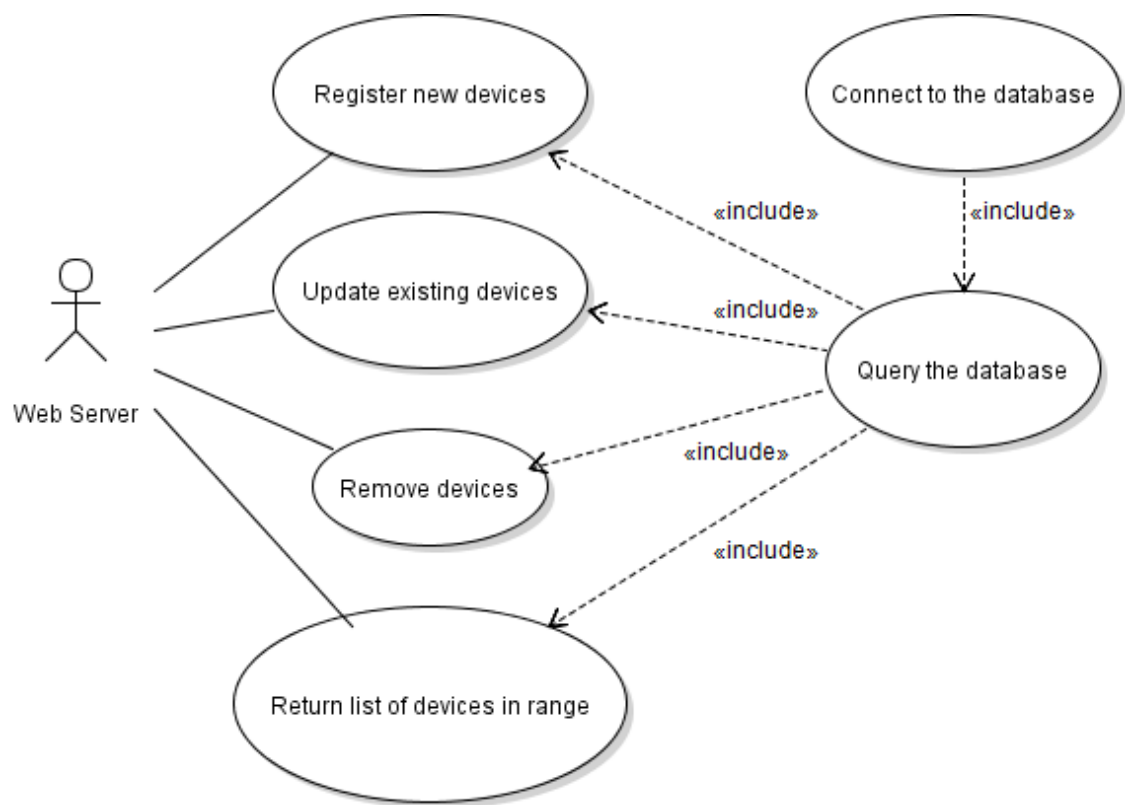 Register new devices
Connect to the database
«include»
«include»
Update existing devices
«include»
Query the database
Web Server
«include»
Remove devices
«include»
Return list of devices in range